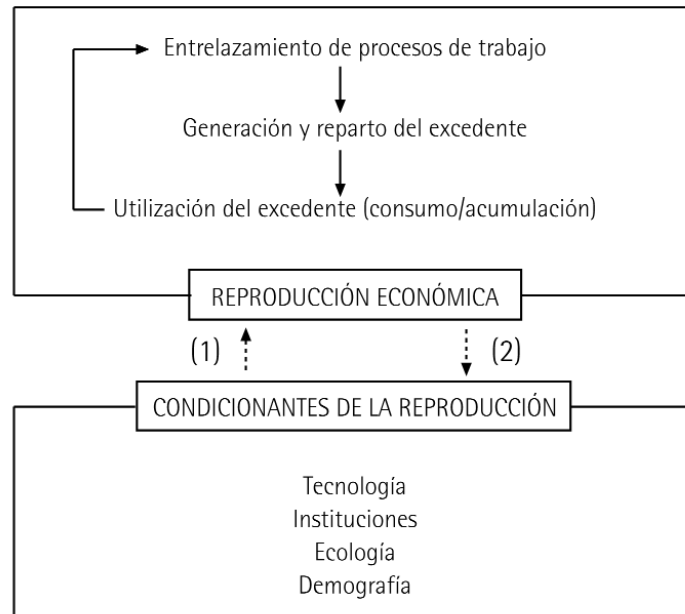 Entrelazamiento de procesos de trabajo
Generación y reparto del excedente
Utilización del excedente (consumo/acumulación)
REPRODUCCIÓN ECONÓMICA
(1) (2)
CONDICIONANTES DE LA REPRODUCCIÓN
Tecnología
Instituciones
Ecología
Demografía